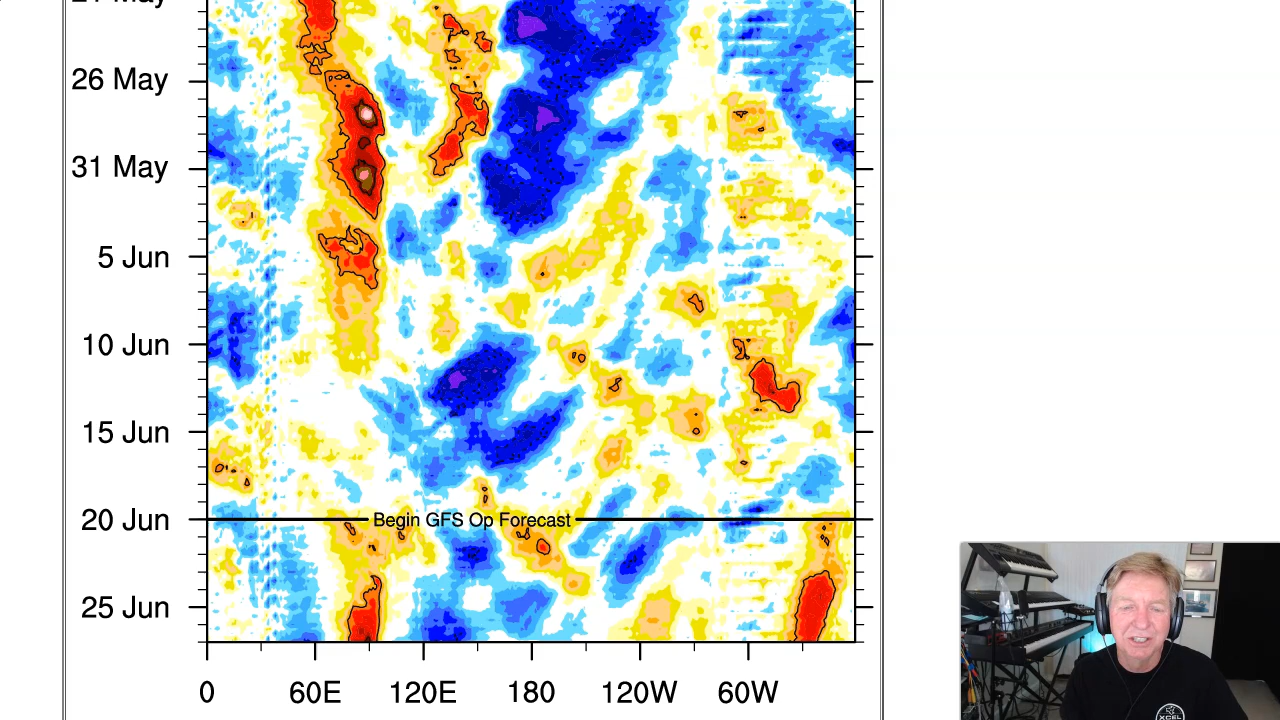 26 May
31 May
5 Jun
10 Jun
15 Jun
20 Jun
Begin GFS Op Forecast
25 Jun
0 60E 120E 180 120W 60W
XCEL